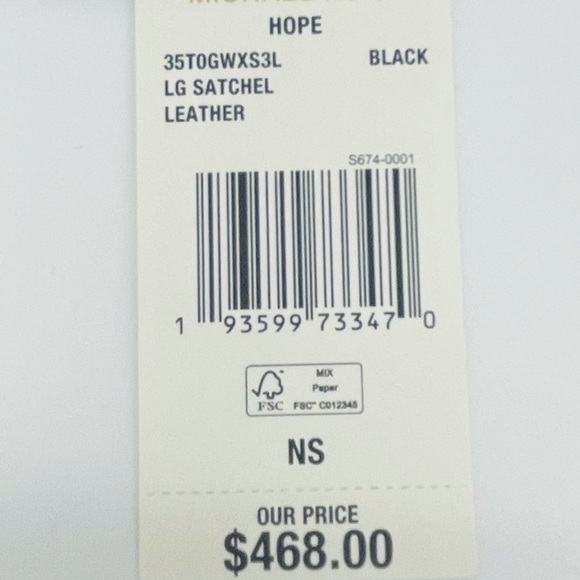 HOPE
35T0GWXS3L BLACK
LG SATCHEL
LEATHER
S674-0001
1 93599 73347 0
MIX
Paper
FSC FSC™ C012345
NS
OUR PRICE
$468.00